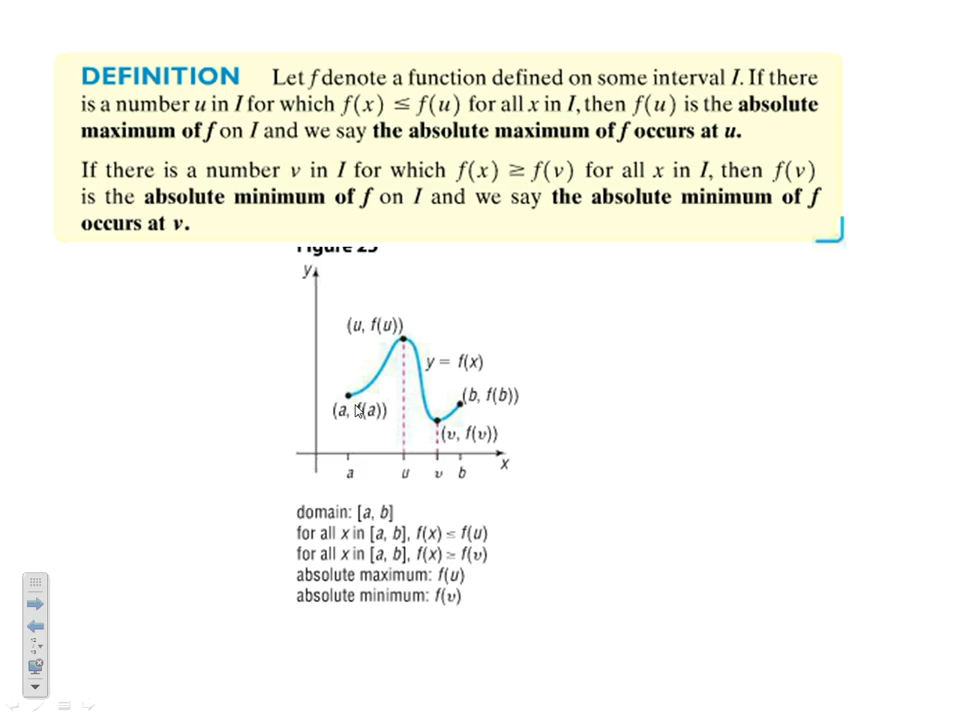 DEFINITION Let f denote a function defined on some interval I. If there
is a number u in I for which f(x) ≤ f(u) for all x in I, then f(u) is the absolute
maximum of f on I and we say the absolute maximum of f occurs at u.
If there is a number v in I for which f(x) ≥ f(v) for all x in I, then f(v)
is the absolute minimum of f on I and we say the absolute minimum of f
occurs at v.
Figure 25
y
(u, f(u))
y = f(x)
(b, f(b))
(a, f(a))
(v, f(v))
x
a u v b
domain: [a, b]
for all x in [a, b], f(x) ≤ f(u)
for all x in [a, b], f(x) ≥ f(v)
absolute maximum: f(u)
absolute minimum: f(v)